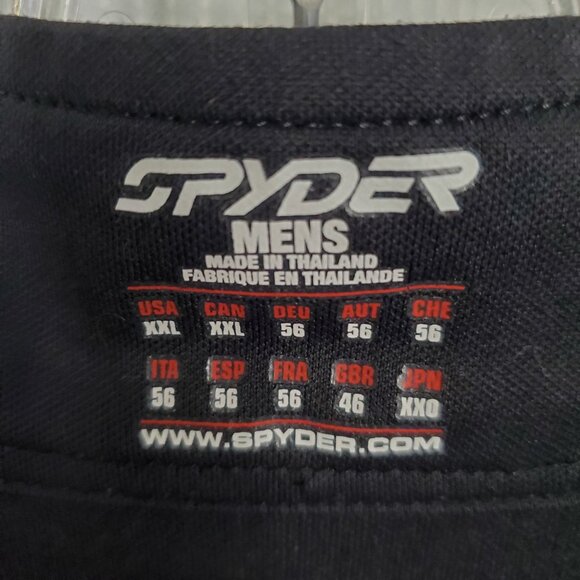 SPYDER
MENS
MADE IN THAILAND
FABRIQUE EN THAILANDE
USA CAN DEU AUT CHE
XXL XXL 56 56 56
ITA ESP FRA GBR JPN
56 56 56 46 XXO
WWW.SPYDER.COM